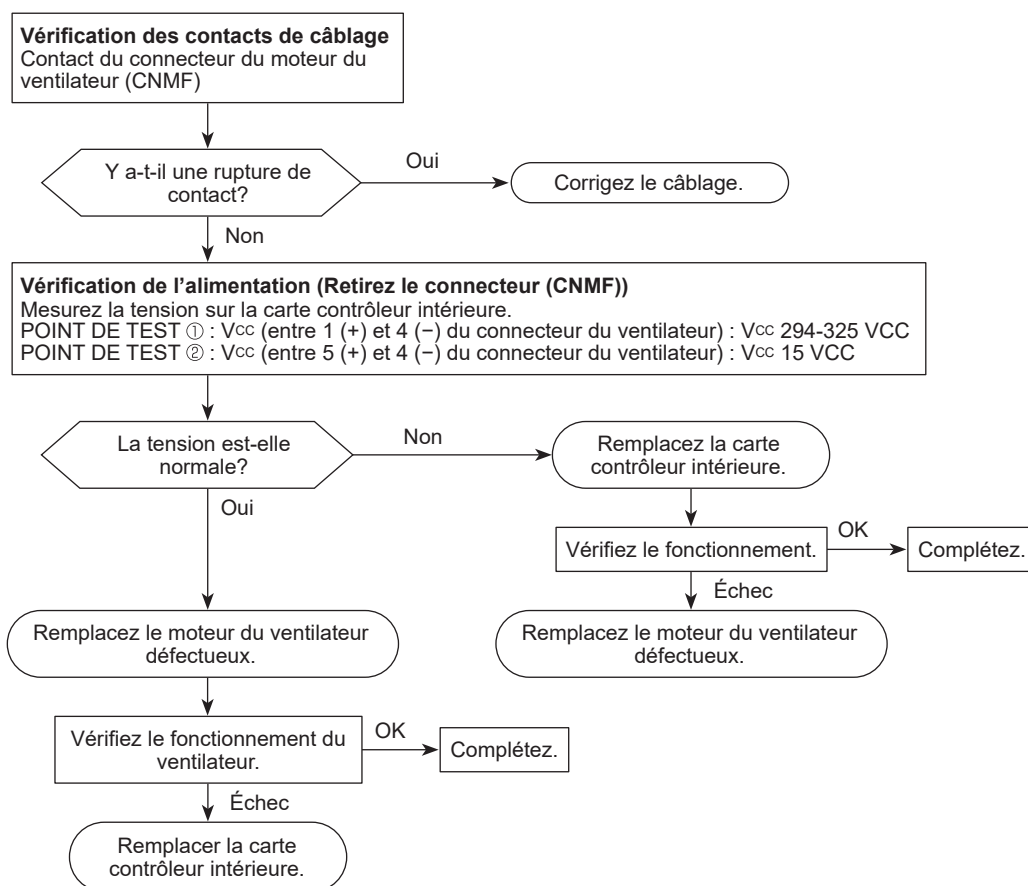 Vérification des contacts de câblage
Contact du connecteur du moteur du
ventilateur (CNMF)
Y a-t-il une rupture de
contact?
Oui
Corrigez le câblage.
Non
Vérification de l’alimentation (Retirez le connecteur (CNMF))
Mesurez la tension sur la carte contrôleur intérieure.
POINT DE TEST ① : VCC (entre 1 (+) et 4 (−) du connecteur du ventilateur) : VCC 294-325 VCC
POINT DE TEST ② : VCC (entre 5 (+) et 4 (−) du connecteur du ventilateur) : VCC 15 VCC
La tension est-elle
normale?
Non
Remplacez la carte
contrôleur intérieure.
Oui
Vérifiez le fonctionnement.
OK
Complétez.
Échec
Remplacez le moteur du ventilateur
défectueux.
Remplacez le moteur du ventilateur
défectueux.
Vérifiez le fonctionnement du
ventilateur.
OK
Complétez.
Échec
Remplacer la carte
contrôleur intérieure.